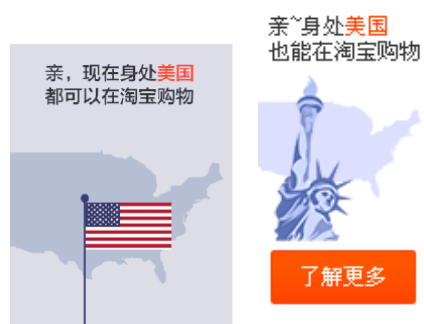 亲，现在身处美国
都可以在淘宝购物
亲~身处美国
也能在淘宝购物
了解更多